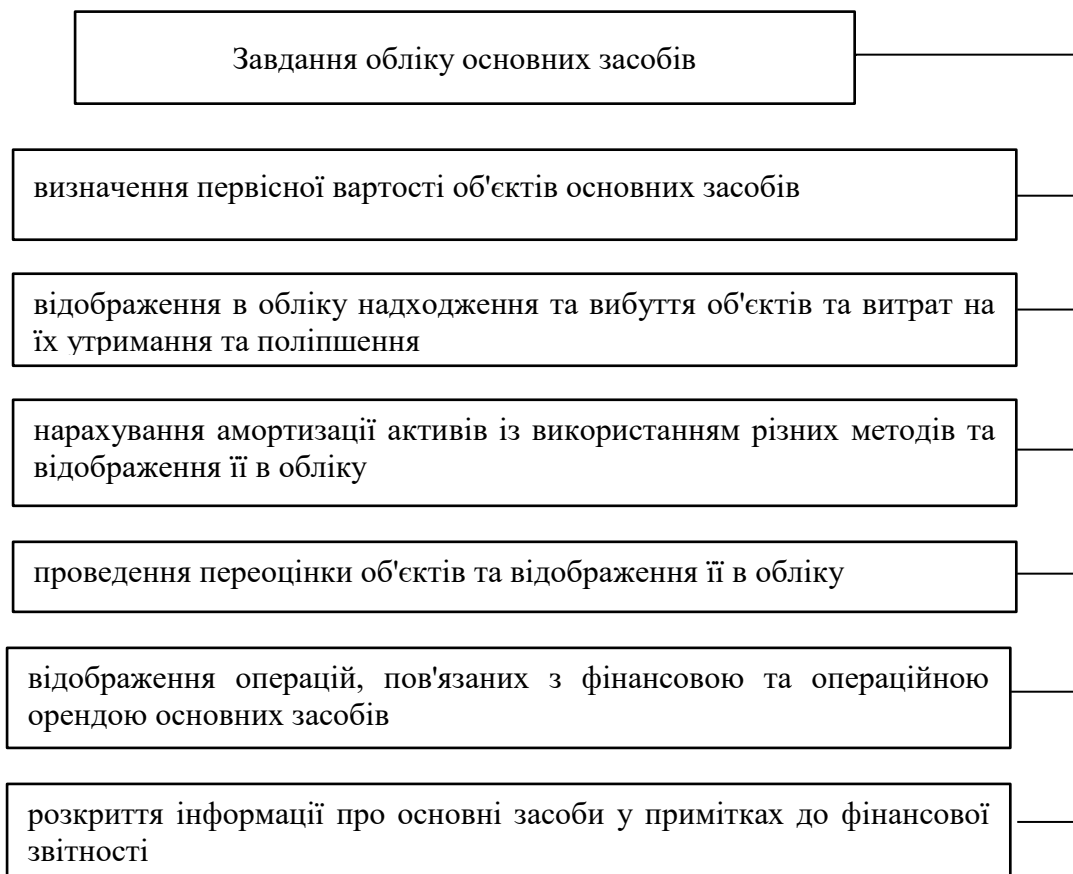 Завдання обліку основних засобів
визначення первісної вартості об'єктів основних засобів
відображення в обліку надходження та вибуття об'єктів та витрат на
їх утримання та поліпшення
нарахування амортизації активів із використанням різних методів та
відображення її в обліку
проведення переоцінки об'єктів та відображення її в обліку
відображення операцій, пов'язаних з фінансовою та операційною
орендою основних засобів
розкриття інформації про основні засоби у примітках до фінансової
звітності